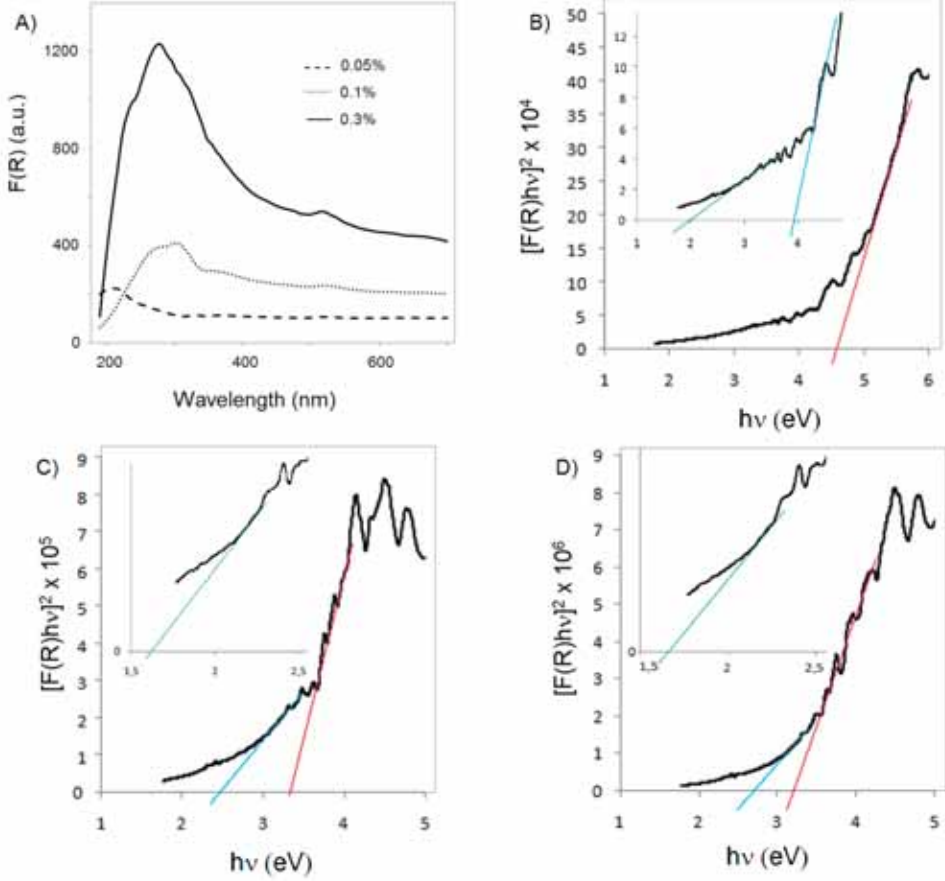 A)
1200
800
400
0
F(R) (a.u.)
0.05%
0.1%
0.3%
200 400 600
Wavelength (nm)
B)
50
45
40
35
30
25
20
15
10
5
0
[F(R)hν]² x 10⁴
12
10
8
6
4
2
0
1 2 3 4
1 2 3 4 5 6
hν (eV)
C)
9
8
7
6
5
4
3
2
1
0
[F(R)hν]² x 10⁵
0
1,5 2 2,5
1 2 3 4 5
hν (eV)
D)
9
8
7
6
5
4
3
2
1
0
[F(R)hν]² x 10⁶
0
1,5 2 2,5
1 2 3 4 5
hν (eV)